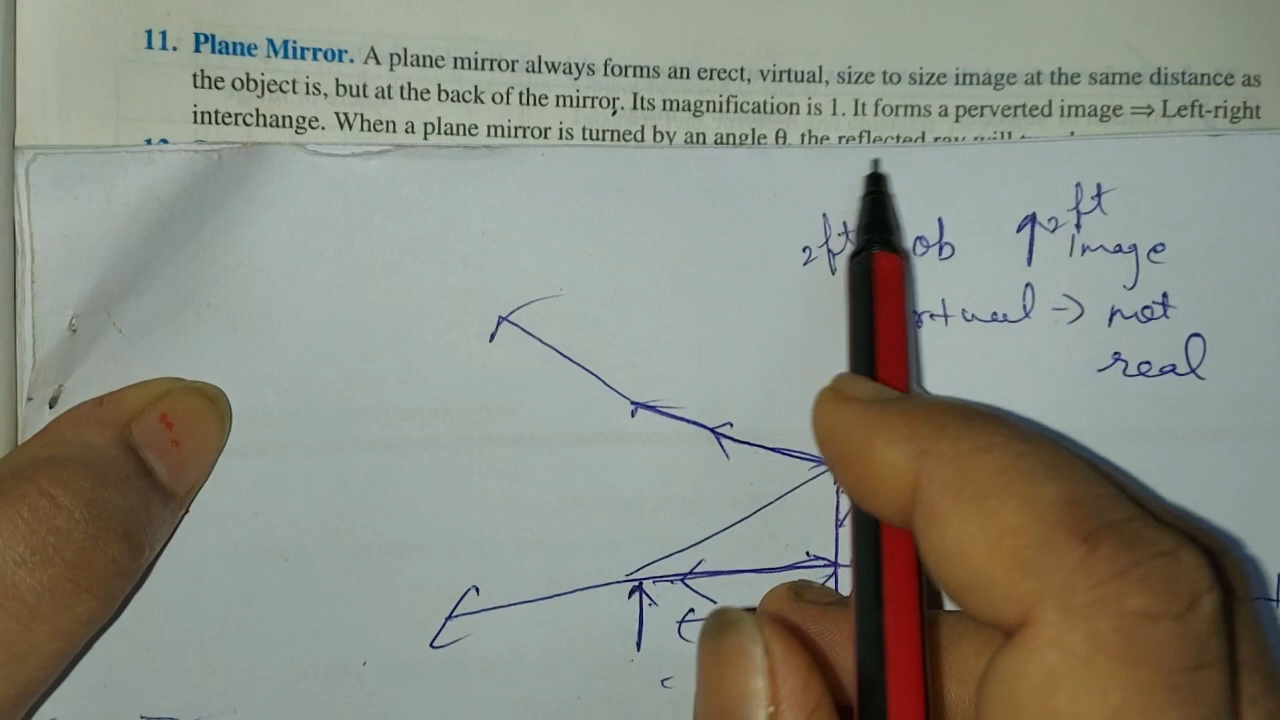 11. Plane Mirror. A plane mirror always forms an erect, virtual, size to size image at the same distance as
the object is, but at the back of the mirror. Its magnification is 1. It forms a perverted image ⇒ Left-right
interchange. When a plane mirror is turned by an angle θ, the reflected ray will
2ft ob 2ft
Image
not
real